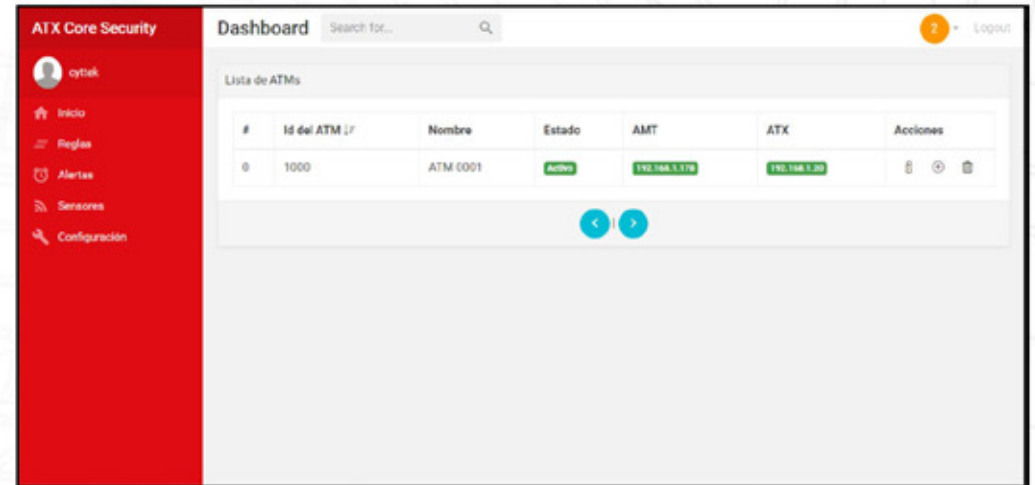 ATX Core Security
Dashboard
Search for...
2
Logout
cyttek
Inicio
Reglas
Alertas
Sensores
Configuración
Lista de ATMs
# Id del ATM Nombre Estado AMT ATX Acciones
0 1000 ATM 0001 Activo 192.168.1.178 192.168.1.20